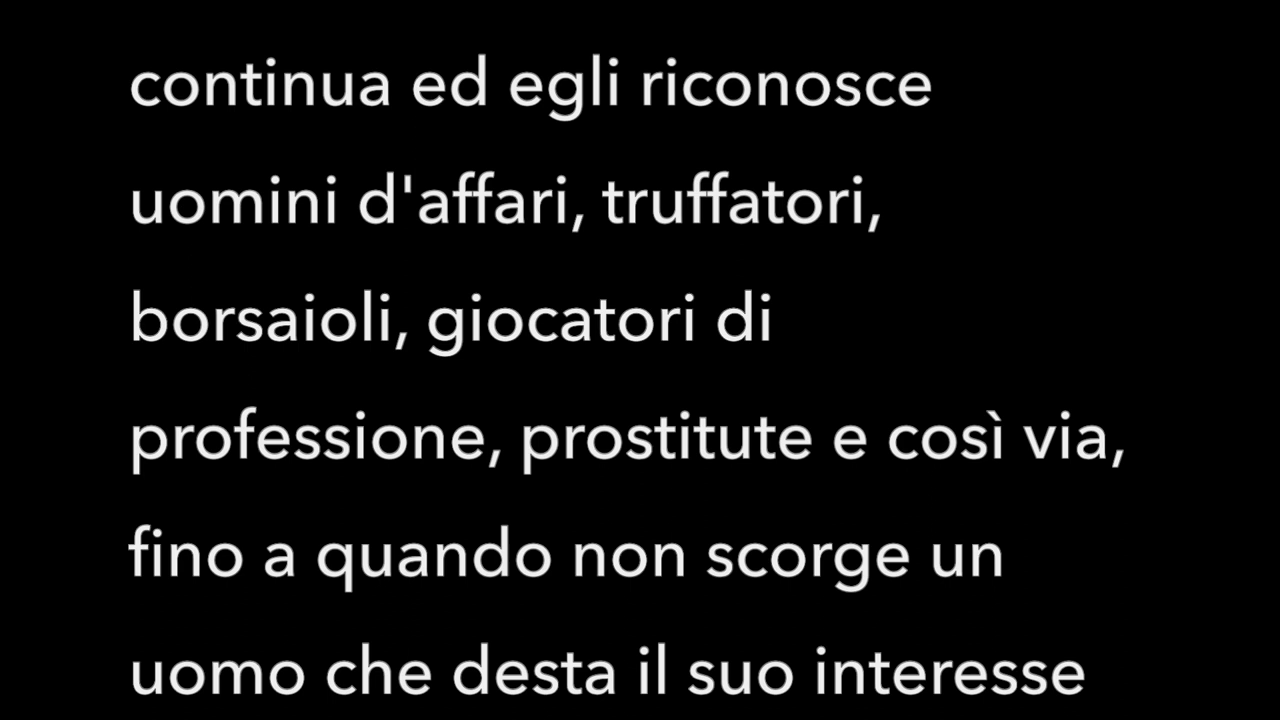 continua ed egli riconosce
uomini d'affari, truffatori,
borsaioli, giocatori di
professione, prostitute e così via,
fino a quando non scorge un
uomo che desta il suo interesse